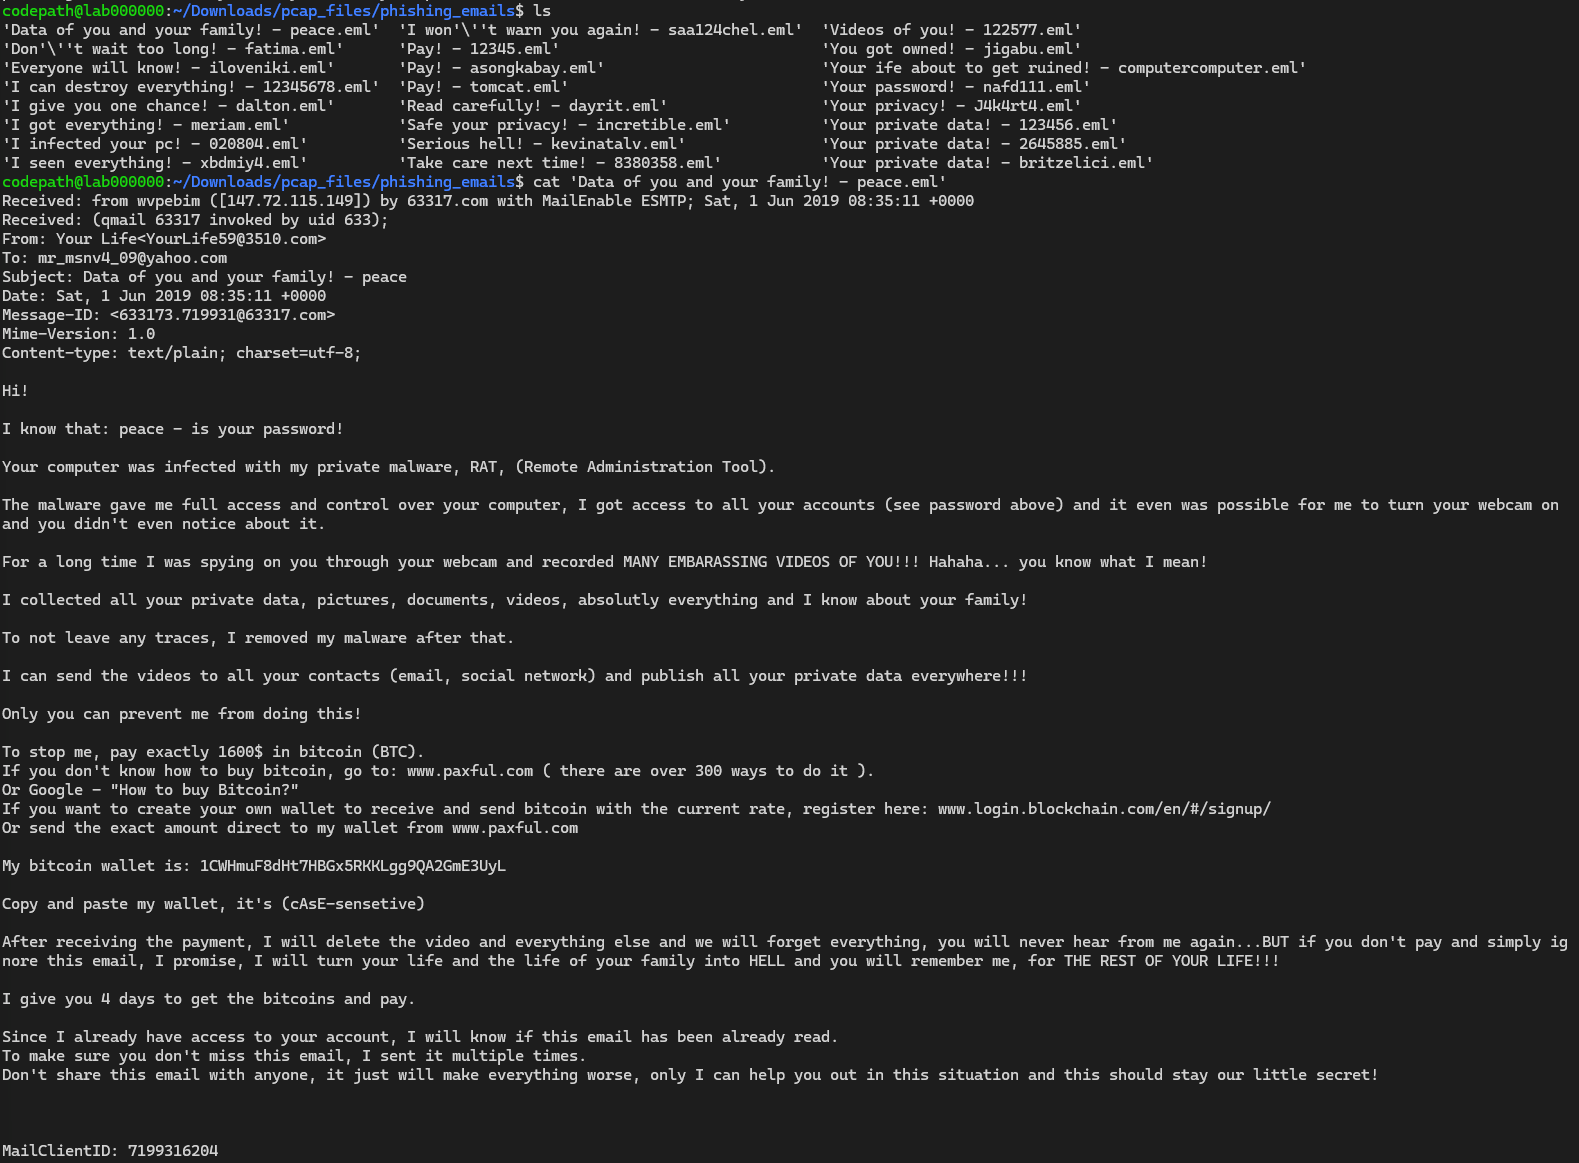 codepath@lab000000:~/Downloads/pcap_files/phishing_emails$ ls
'Data of you and your family! - peace.eml'  'I won'\''t warn you again! - saa124chel.eml'  'Videos of you! - 122577.eml'
'Don'\''t wait too long! - fatima.eml'  'Pay! - 12345.eml'  'You got owned! - jigabu.eml'
'Everyone will know! - iloveniki.eml'  'Pay! - asongkabay.eml'  'Your ife about to get ruined! - computercomputer.eml'
'I can destroy everything! - 12345678.eml'  'Pay! - tomcat.eml'  'Your password! - nafd111.eml'
'I give you one chance! - dalton.eml'  'Read carefully! - dayrit.eml'  'Your privacy! - J4k4rt4.eml'
'I got everything! - meriam.eml'  'Safe your privacy! - incretible.eml'  'Your private data! - 123456.eml'
'I infected your pc! - 020804.eml'  'Serious hell! - kevinatalv.eml'  'Your private data! - 2645885.eml'
'I seen everything! - xbdmiy4.eml'  'Take care next time! - 8380358.eml'  'Your private data! - britzelici.eml'
codepath@lab000000:~/Downloads/pcap_files/phishing_emails$ cat 'Data of you and your family! - peace.eml'
Received: from wvpebim ([147.72.115.149]) by 63317.com with MailEnable ESMTP; Sat, 1 Jun 2019 08:35:11 +0000
Received: (qmail 63317 invoked by uid 633);
From: Your Life<YourLife59@3510.com>
To: mr_msnv4_09@yahoo.com
Subject: Data of you and your family! - peace
Date: Sat, 1 Jun 2019 08:35:11 +0000
Message-ID: <633173.719931@63317.com>
Mime-Version: 1.0
Content-type: text/plain; charset=utf-8;
Hi!
I know that: peace - is your password!
Your computer was infected with my private malware, RAT, (Remote Administration Tool).
The malware gave me full access and control over your computer, I got access to all your accounts (see password above) and it even was possible for me to turn your webcam on
and you didn't even notice about it.
For a long time I was spying on you through your webcam and recorded MANY EMBARASSING VIDEOS OF YOU!!! Hahaha... you know what I mean!
I collected all your private data, pictures, documents, videos, absolutly everything and I know about your family!
To not leave any traces, I removed my malware after that.
I can send the videos to all your contacts (email, social network) and publish all your private data everywhere!!!
Only you can prevent me from doing this!
To stop me, pay exactly 1600$ in bitcoin (BTC).
If you don't know how to buy bitcoin, go to: www.paxful.com ( there are over 300 ways to do it ).
Or Google - "How to buy Bitcoin?"
If you want to create your own wallet to receive and send bitcoin with the current rate, register here: www.login.blockchain.com/en/#/signup/
Or send the exact amount direct to my wallet from www.paxful.com
My bitcoin wallet is: 1CWHmuF8dHt7HBGx5RKKLgg9QA2GmE3UyL
Copy and paste my wallet, it's (cAsE-sensetive)
After receiving the payment, I will delete the video and everything else and we will forget everything, you will never hear from me again...BUT if you don't pay and simply ig
nore this email, I promise, I will turn your life and the life of your family into HELL and you will remember me, for THE REST OF YOUR LIFE!!!
I give you 4 days to get the bitcoins and pay.
Since I already have access to your account, I will know if this email has been already read.
To make sure you don't miss this email, I sent it multiple times.
Don't share this email with anyone, it just will make everything worse, only I can help you out in this situation and this should stay our little secret!
MailClientID: 7199316204